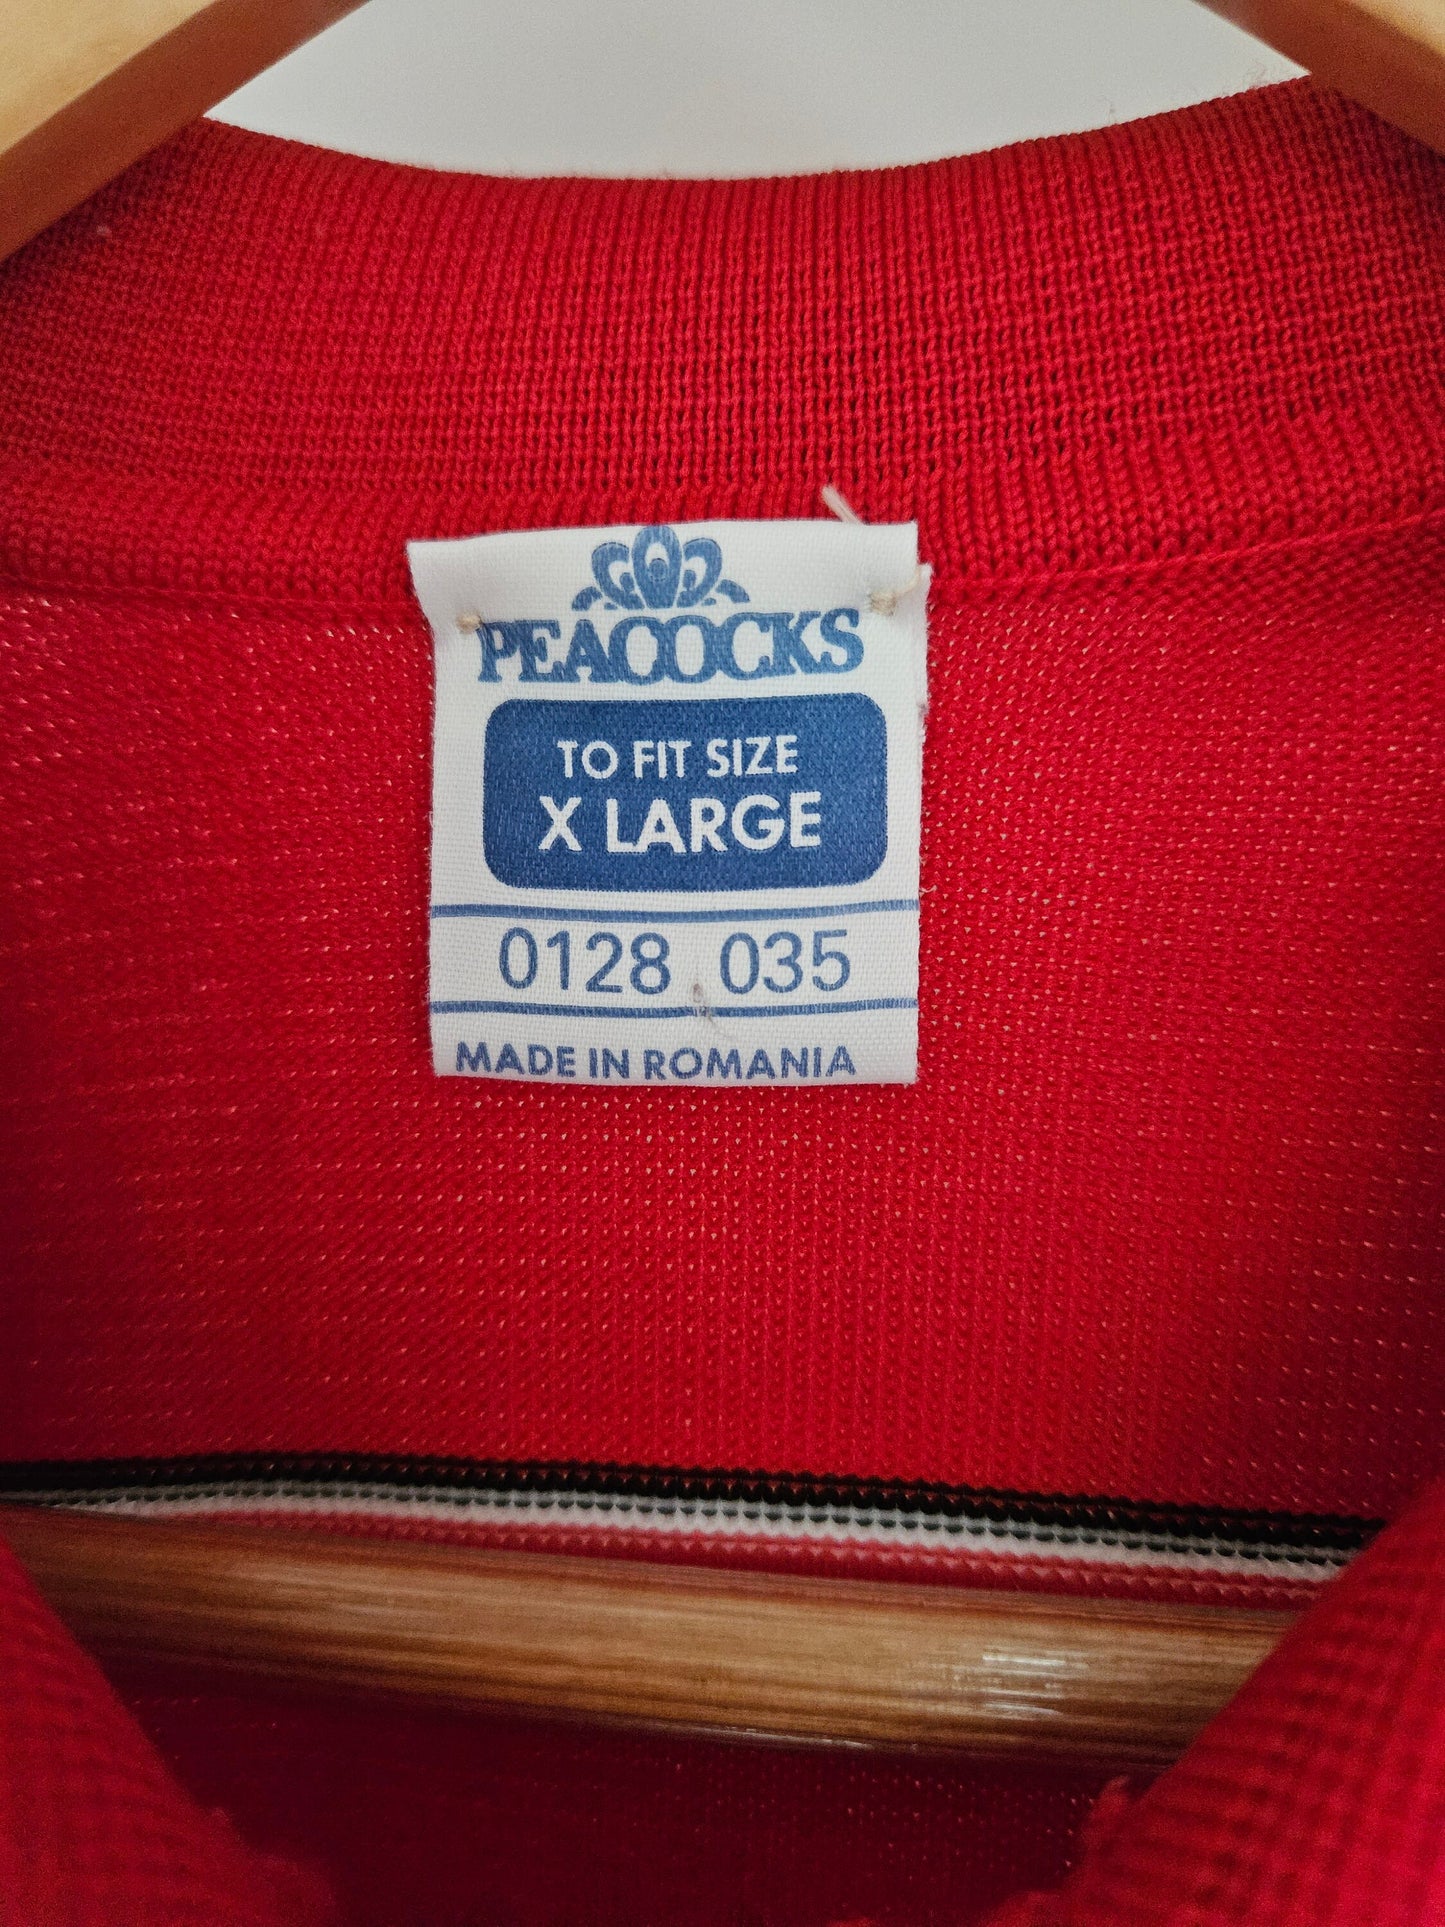 PEACOCKS
TO FIT SIZE
X LARGE
0128 035
MADE IN ROMANIA